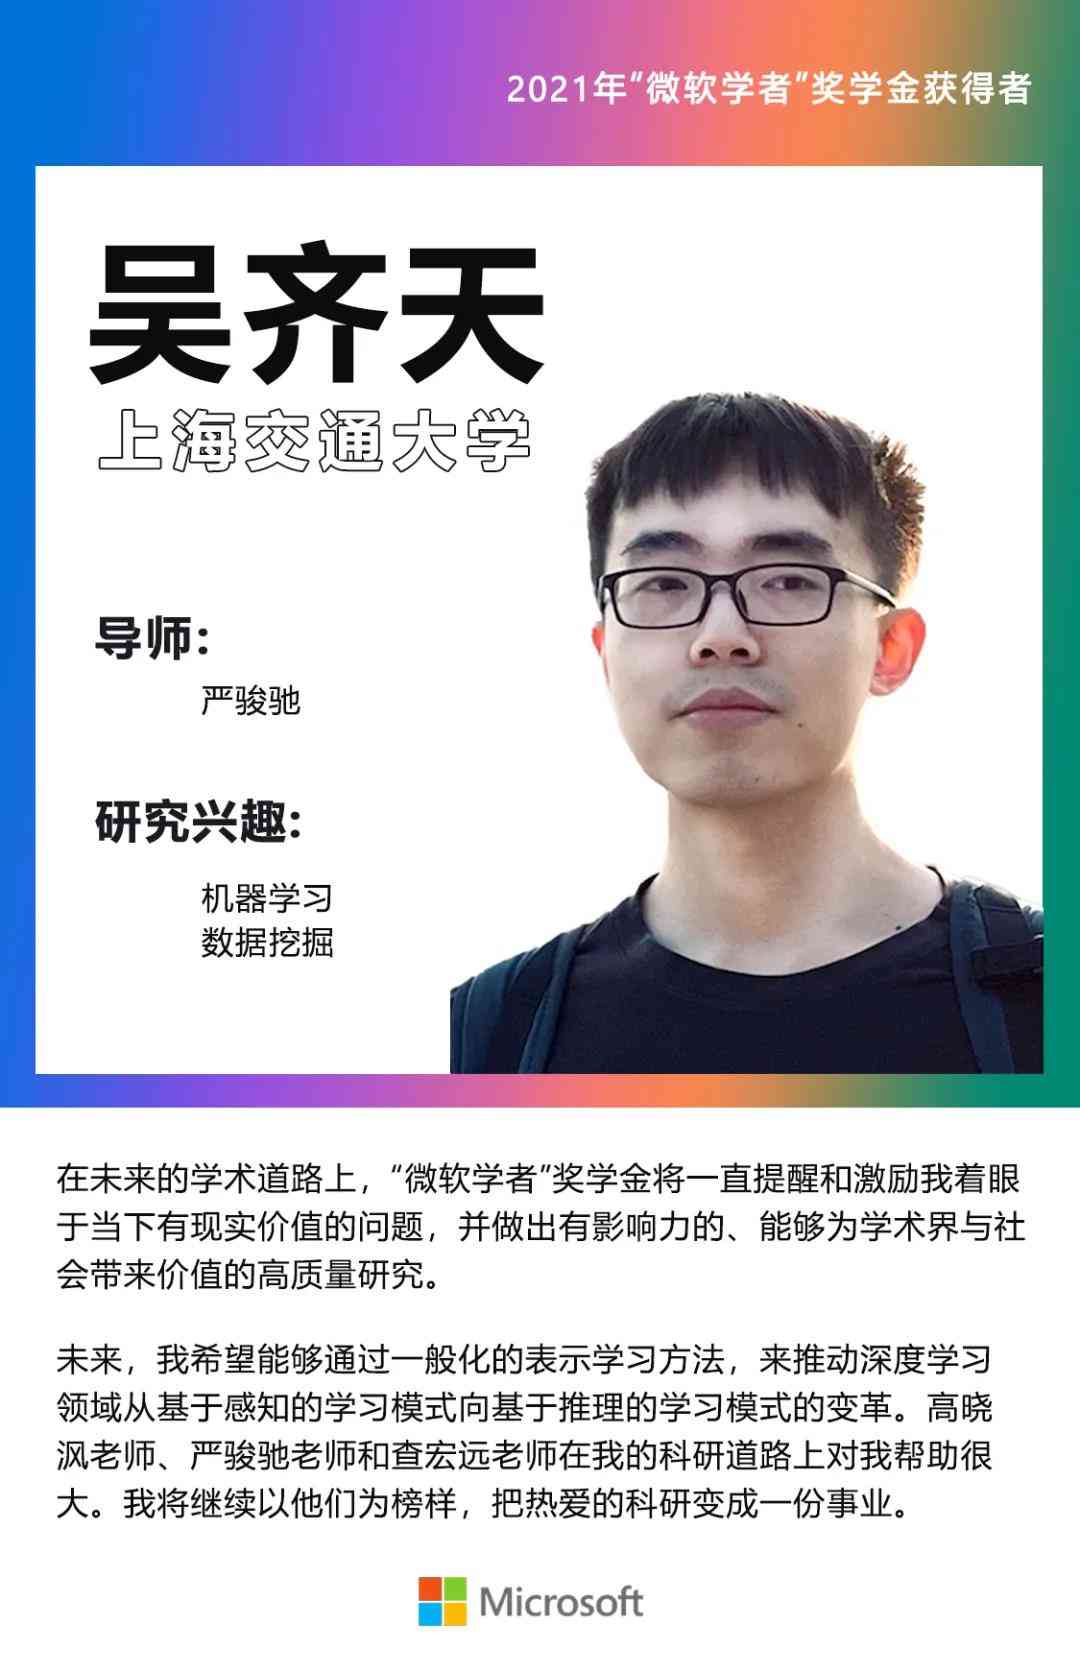 2021年“微软学者”奖学金获得者
吴齐天
上海交通大学
导师:
严骏驰
研究兴趣:
机器学习
数据挖掘
在未来的学术道路上，“微软学者”奖学金将一直提醒和激励我着眼
于当下有现实价值的问题，并做出有影响力的、能够为学术界与社
会带来价值的高质量研究。
未来，我希望能够通过一般化的表示学习方法，来推动深度学习
领域从基于感知的学习模式向基于推理的学习模式的变革。高晓
沨老师、严骏驰老师和查宏远老师在我的科研道路上对我帮助很
大。我将继续以他们为榜样，把热爱的科研变成一份事业。
Microsoft